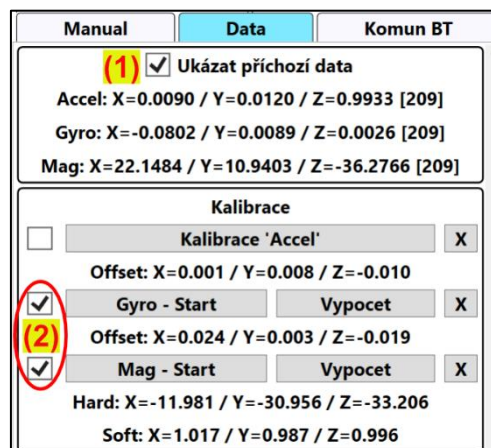 Manual Data Komun BT
(1) Ukázat příchozí data
Accel: X=0.0090 / Y=0.0120 / Z=0.9933 [209]
Gyro: X=-0.0802 / Y=0.0089 / Z=0.0026 [209]
Mag: X=22.1484 / Y=10.9403 / Z=-36.2766 [209]
Kalibrace
Kalibrace 'Accel' X
Offset: X=0.001 / Y=0.008 / Z=-0.010
Gyro - Start Vypocet X
(2) Offset: X=0.024 / Y=0.003 / Z=-0.019
Mag - Start Vypocet X
Hard: X=-11.981 / Y=-30.956 / Z=-33.206
Soft: X=1.017 / Y=0.987 / Z=0.996